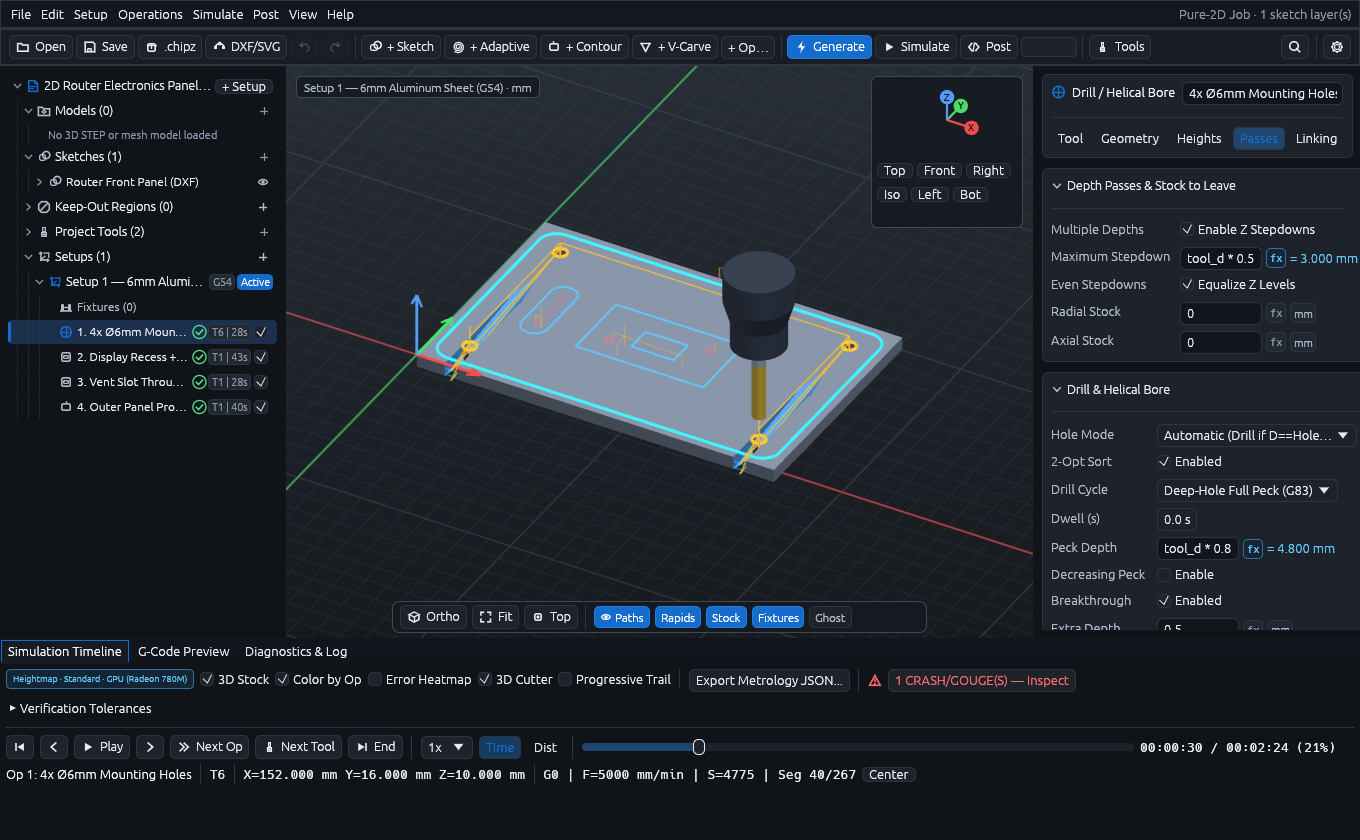 File Edit Setup Operations Simulate Post View Help
Pure-2D Job · 1 sketch layer(s)
Open Save .chipz DXF/SVG + Sketch + Adaptive + Contour + V-Carve + Op… Generate Simulate Post Tools
2D Router Electronics Panel… + Setup
Models (0) +
No 3D STEP or mesh model loaded
Sketches (1) +
Router Front Panel (DXF)
Keep-Out Regions (0) +
Project Tools (2) +
Setups (1) +
Setup 1 — 6mm Alumi… G54 Active
Fixtures (0)
1. 4x Ø6mm Moun… T6 | 28s
2. Display Recess +… T1 | 43s
3. Vent Slot Throu… T1 | 28s
4. Outer Panel Pro… T1 | 40s
Setup 1 — 6mm Aluminum Sheet (G54) · mm
Z
Y
X
Top Front Right
Iso Left Bot
Ortho Fit Top Paths Rapids Stock Fixtures Ghost
Drill / Helical Bore 4x Ø6mm Mounting Holes
Tool Geometry Heights Passes Linking
Depth Passes & Stock to Leave
Multiple Depths Enable Z Stepdowns
Maximum Stepdown tool_d * 0.5 fx = 3.000 mm
Even Stepdowns Equalize Z Levels
Radial Stock 0 fx mm
Axial Stock 0 fx mm
Drill & Helical Bore
Hole Mode Automatic (Drill if D==Hole…
2-Opt Sort Enabled
Drill Cycle Deep-Hole Full Peck (G83)
Dwell (s) 0.0 s
Peck Depth tool_d * 0.8 fx = 4.800 mm
Decreasing Peck Enable
Breakthrough Enabled
Extra Depth 0.5 fx mm
Simulation Timeline G-Code Preview Diagnostics & Log
Heightmap · Standard · GPU (Radeon 780M) 3D Stock Color by Op Error Heatmap 3D Cutter Progressive Trail Export Metrology JSON... 1 CRASH/GOUGE(S) — Inspect
Verification Tolerances
Play Next Op Next Tool End 1x Time Dist 00:00:30 / 00:02:24 (21%)
Op 1: 4x Ø6mm Mounting Holes T6 X=152.000 mm Y=16.000 mm Z=10.000 mm G0 | F=5000 mm/min | S=4775 | Seg 40/267 Center